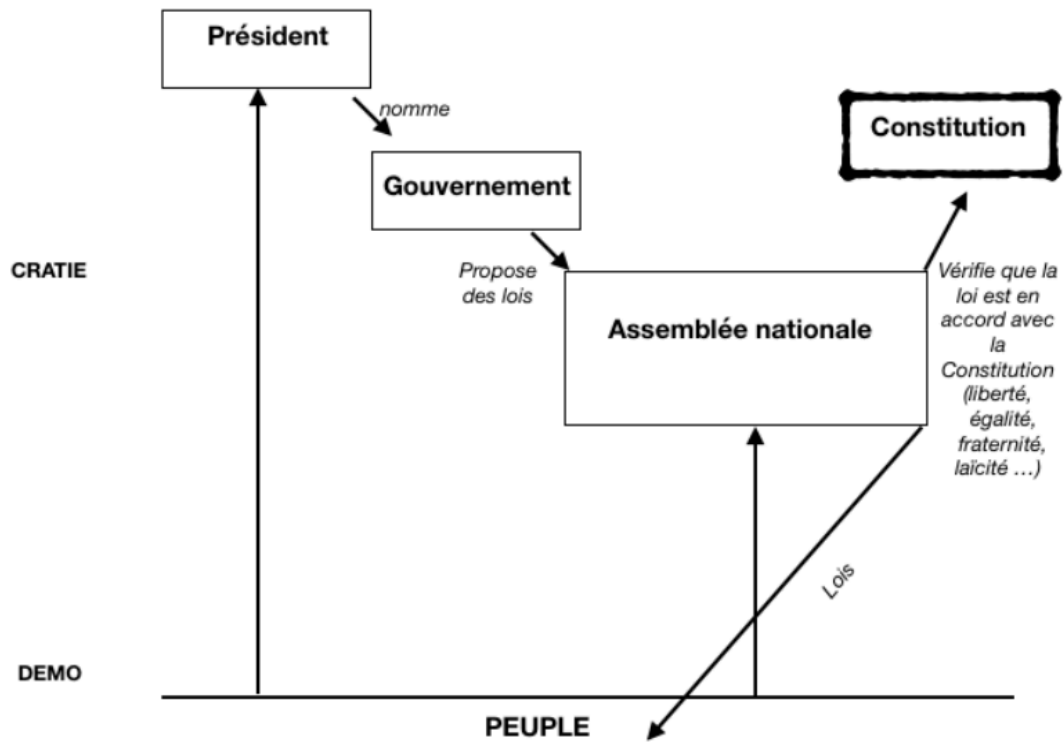 Président
nomme
Constitution
Gouvernement
CRATIE
Propose
des lois
Assemblée nationale
Vérifie que la
loi est en
accord avec
la
Constitution
(liberté,
égalité,
fraternité,
laïcité ...)
Lois
DEMO
PEUPLE